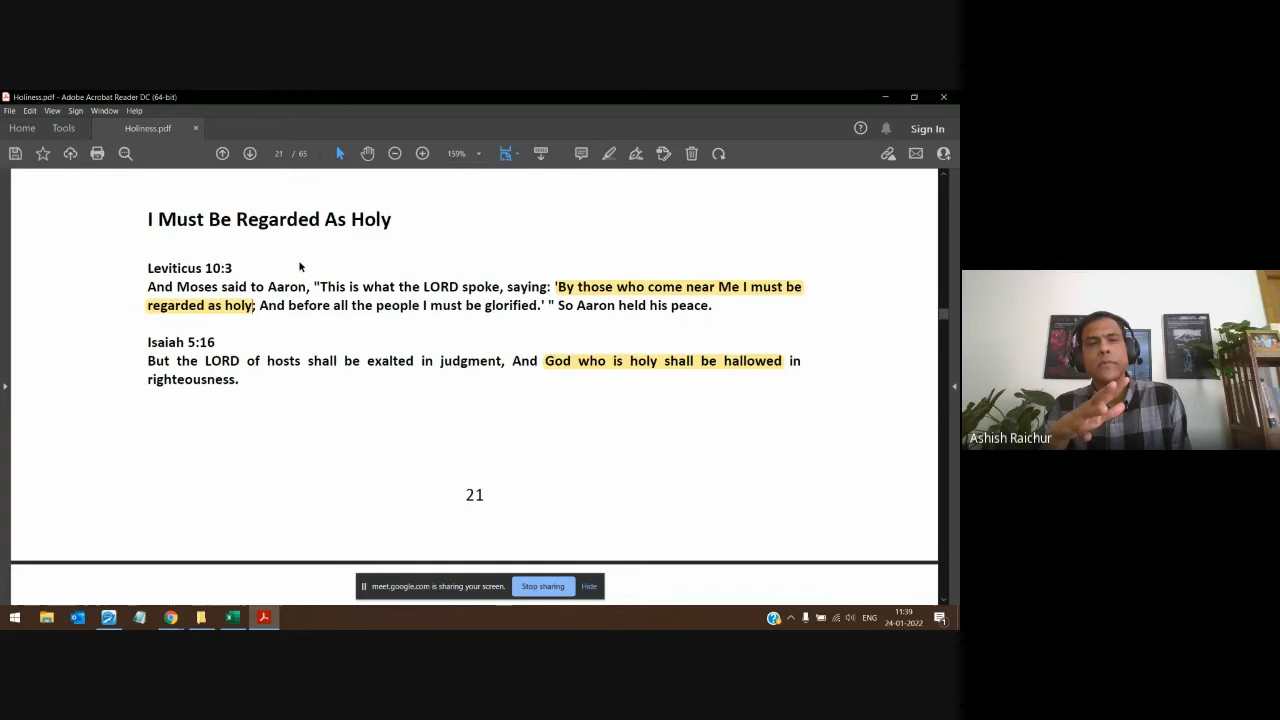 Holiness.pdf - Adobe Acrobat Reader DC (64-bit)
File Edit View Sign Window Help
Home Tools Holiness.pdf × Sign In
21 / 65 159%
I Must Be Regarded As Holy
Leviticus 10:3
And Moses said to Aaron, "This is what the LORD spoke, saying: 'By those who come near Me I must be
regarded as holy; And before all the people I must be glorified.' " So Aaron held his peace.
Isaiah 5:16
But the LORD of hosts shall be exalted in judgment, And God who is holy shall be hallowed in
righteousness.
21
meet.google.com is sharing your screen. Stop sharing Hide
Ashish Raichur
ENG
11:39
24-01-2022